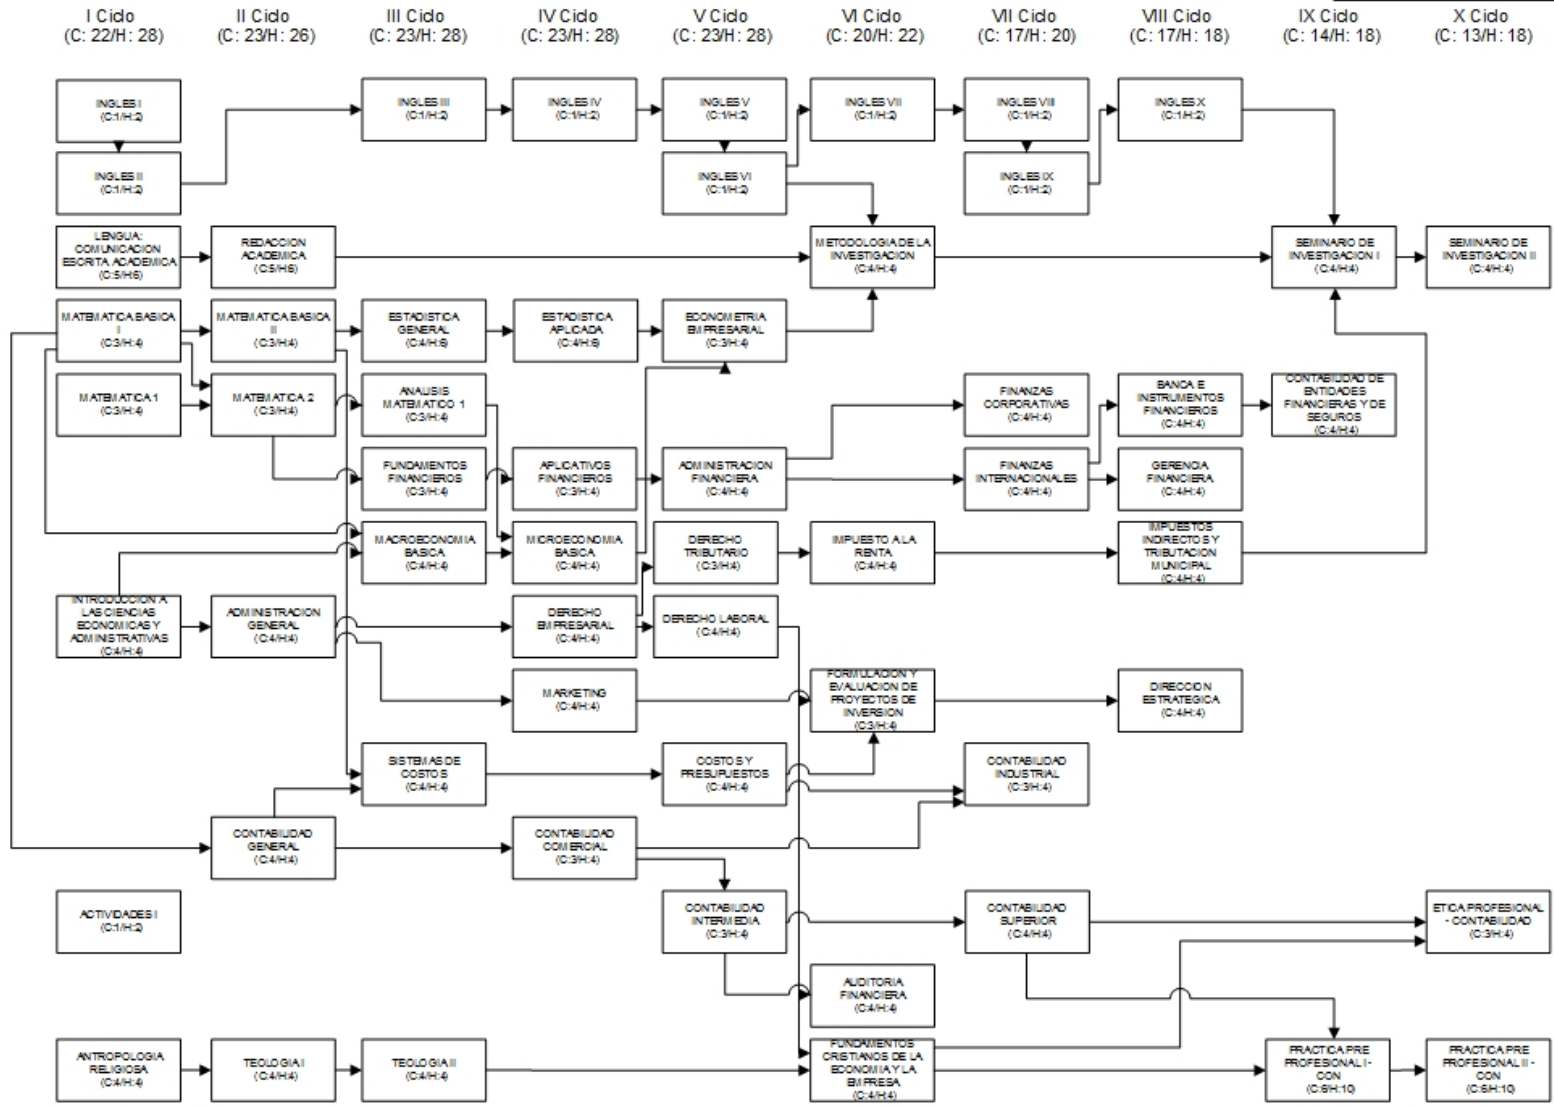 I Ciclo
(C: 22/H: 28)
II Ciclo
(C: 23/H: 26)
III Ciclo
(C: 23/H: 28)
IV Ciclo
(C: 23/H: 28)
V Ciclo
(C: 23/H: 28)
VI Ciclo
(C: 20/H: 22)
VII Ciclo
(C: 17/H: 20)
VIII Ciclo
(C: 17/H: 18)
IX Ciclo
(C: 14/H: 18)
X Ciclo
(C: 13/H: 18)
INGLES I
(C:1/H:2)
INGLES III
(C:1/H:2)
INGLES IV
(C:1/H:2)
INGLES V
(C:1/H:2)
INGLES VII
(C:1/H:2)
INGLES VIII
(C:1/H:2)
INGLES X
(C:1/H:2)
INGLES II
(C:1/H:2)
INGLES VI
(C:1/H:2)
INGLES IX
(C:1/H:2)
LENGUA:
COMUNICACION
ESCRITA ACADEMICA
(C:5/H:6)
REDACCION
ACADEMICA
(C:5/H:6)
METODOLOGIA DE LA
INVESTIGACION
(C:4/H:4)
SEMINARIO DE
INVESTIGACION I
(C:4/H:4)
SEMINARIO DE
INVESTIGACION II
(C:4/H:4)
MATEMATICA BASICA
I
(C:3/H:4)
MATEMATICA BASICA
II
(C:3/H:4)
ESTADISTICA
GENERAL
(C:4/H:6)
ESTADISTICA
APLICADA
(C:4/H:6)
ECONOMETRIA
EMPRESARIAL
(C:3/H:4)
MATEMATICA 1
(C:3/H:4)
MATEMATICA 2
(C:3/H:4)
ANALISIS
MATEMATICO 1
(C:3/H:4)
FINANZAS
CORPORATIVAS
(C:4/H:4)
BANCA E
INSTRUMENTOS
FINANCIEROS
(C:4/H:4)
CONTABILIDAD DE
ENTIDADES
FINANCIERAS Y DE
SEGUROS
(C:4/H:4)
FUNDAMENTOS
FINANCIEROS
(C:3/H:4)
APLICATIVOS
FINANCIEROS
(C:3/H:4)
ADMINISTRACION
FINANCIERA
(C:4/H:4)
FINANZAS
INTERNACIONALES
(C:4/H:4)
GERENCIA
FINANCIERA
(C:4/H:4)
MACROECONOMIA
BASICA
(C:4/H:4)
MICROECONOMIA
BASICA
(C:4/H:4)
DERECHO
TRIBUTARIO
(C:3/H:4)
IMPUESTO A LA
RENTA
(C:4/H:4)
IMPUESTOS
INDIRECTOS Y
TRIBUTACION
MUNICIPAL
(C:4/H:4)
INTRODUCCION A
LAS CIENCIAS
ECONOMICAS Y
ADMINISTRATIVAS
(C:4/H:4)
ADMINISTRACION
GENERAL
(C:4/H:4)
DERECHO
EMPRESARIAL
(C:4/H:4)
DERECHO LABORAL
(C:4/H:4)
MARKETING
(C:4/H:4)
FORMULACION Y
EVALUACION DE
PROYECTOS DE
INVERSION
(C:3/H:4)
DIRECCION
ESTRATEGICA
(C:4/H:4)
SISTEMAS DE
COSTOS
(C:4/H:4)
COSTOS Y
PRESUPUESTOS
(C:4/H:4)
CONTABILIDAD
INDUSTRIAL
(C:3/H:4)
CONTABILIDAD
GENERAL
(C:4/H:4)
CONTABILIDAD
COMERCIAL
(C:3/H:4)
ACTIVIDADES I
(C:1/H:2)
CONTABILIDAD
INTERMEDIA
(C:3/H:4)
CONTABILIDAD
SUPERIOR
(C:4/H:4)
ETICA PROFESIONAL
- CONTABILIDAD
(C:3/H:4)
AUDITORIA
FINANCIERA
(C:4/H:4)
ANTROPOLOGIA
RELIGIOSA
(C:4/H:4)
TEOLOGIA I
(C:4/H:4)
TEOLOGIA II
(C:4/H:4)
FUNDAMENTOS
CRISTIANOS DE LA
ECONOMIA Y LA
EMPRESA
(C:4/H:4)
PRACTICA PRE
PROFESIONAL I -
CON
(C:6/H:10)
PRACTICA PRE
PROFESIONAL II -
CON
(C:6/H:10)